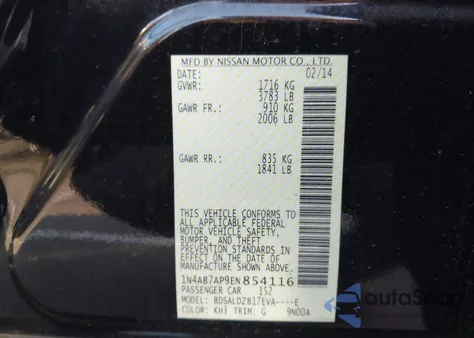 MFD BY NISSAN MOTOR CO., LTD.
DATE: 02/14
GVWR: 1716 KG
3783 LB
GAWR FR: 910 KG
2006 LB
GAWR RR: 835 KG
1841 LB
THIS VEHICLE CONFORMS TO
ALL APPLICABLE FEDERAL
MOTOR VEHICLE SAFETY,
BUMPER, AND THEFT
PREVENTION STANDARDS IN
EFFECT ON THE DATE OF
MANUFACTURE SHOWN ABOVE.
1N4AB7AP9EN854116
PASSENGER CAR 152
MODEL: BDSALDZB17EVA----E
COLOR: KH3 TRIM: G 9N00A
AutoShop